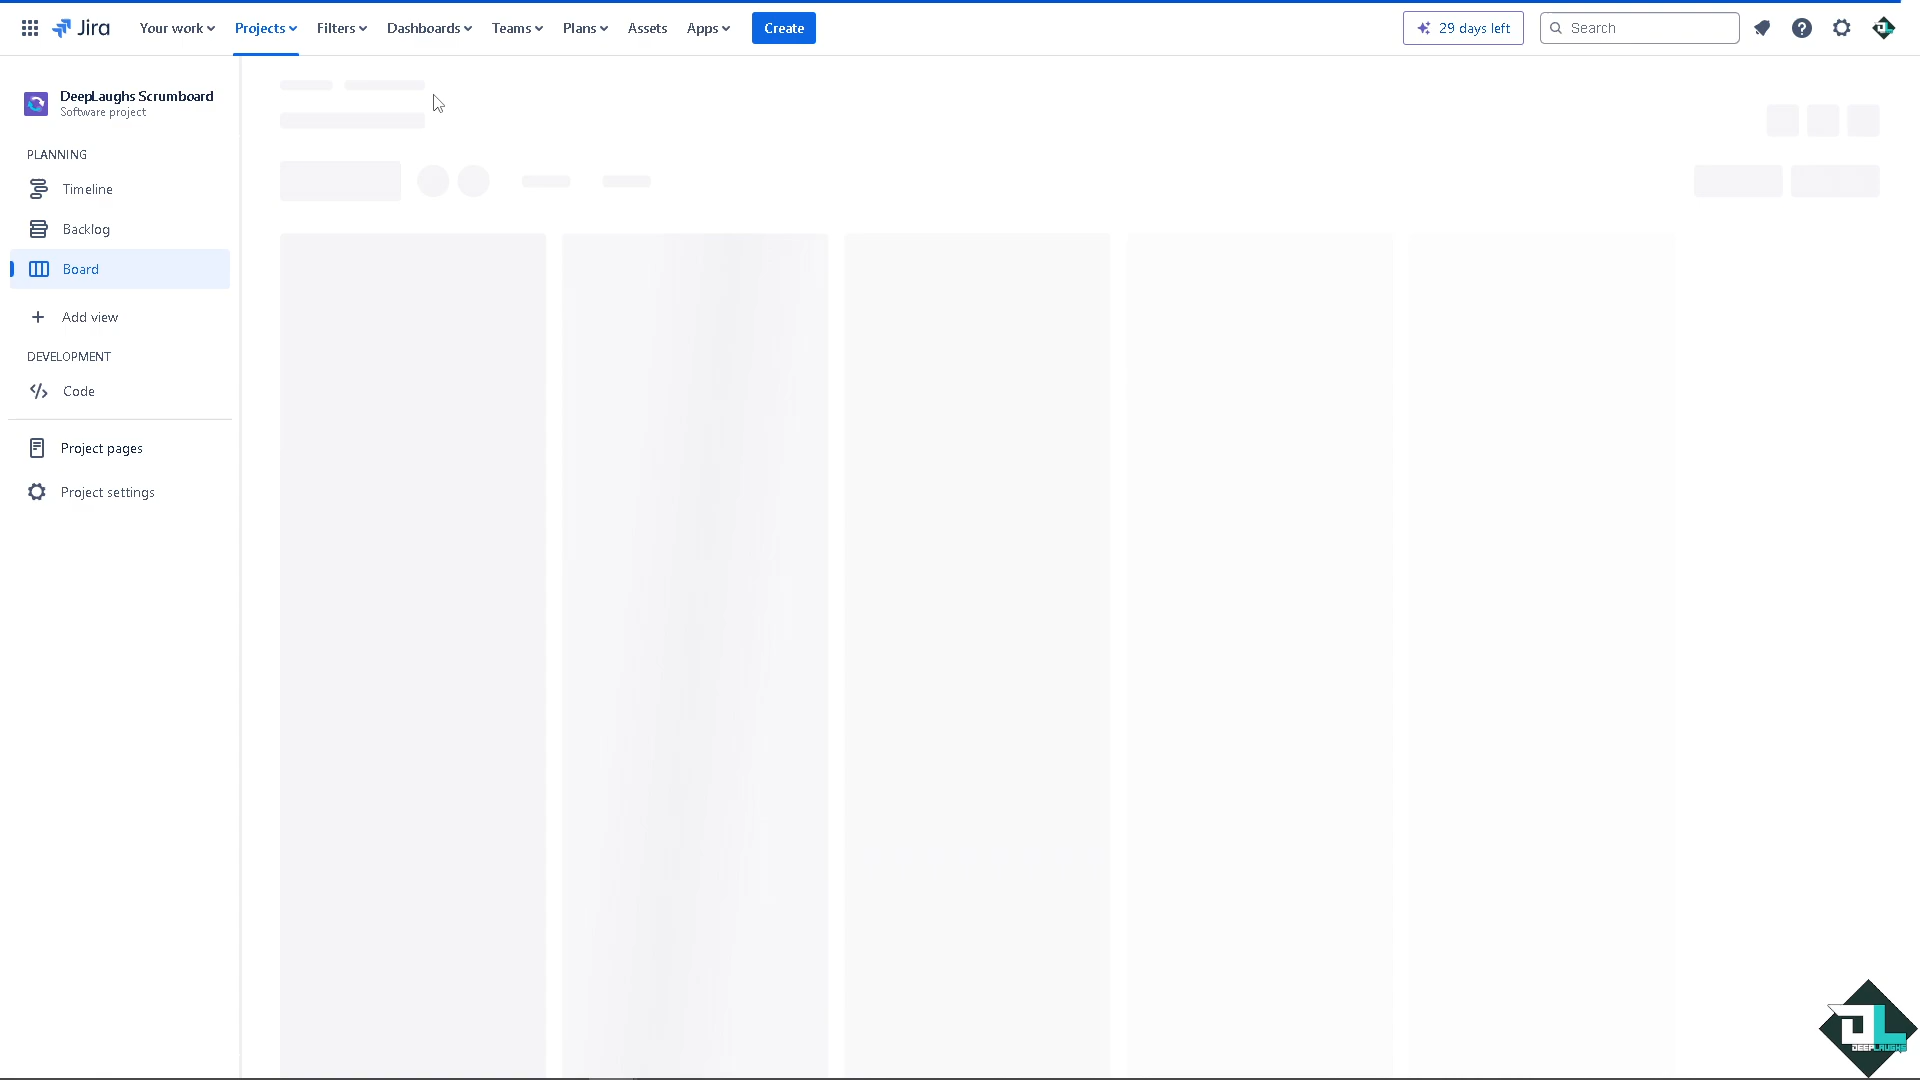 Jira
Your work
Projects
Filters
Dashboards
Teams
Plans
Assets
Apps
Create
29 days left
Search
DeepLaughs Scrumboard
Software project
PLANNING
Timeline
Backlog
Board
Add view
DEVELOPMENT
Code
Project pages
Project settings
DEEPLAUGHS